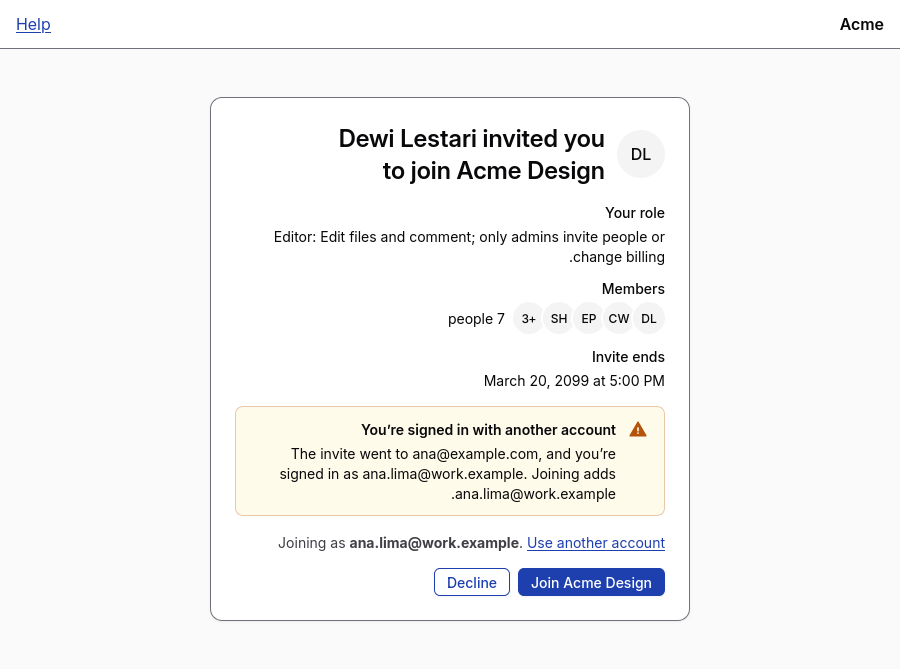 Acme
Help
DL
Dewi Lestari invited you
to join Acme Design
Your role
Editor: Edit files and comment; only admins invite people or
.change billing
Members
people 7 3+ SH EP CW DL
Invite ends
March 20, 2099 at 5:00 PM
You’re signed in with another account
The invite went to ana@example.com, and you’re
signed in as ana.lima@work.example. Joining adds
.ana.lima@work.example
Joining as ana.lima@work.example. Use another account
Decline
Join Acme Design